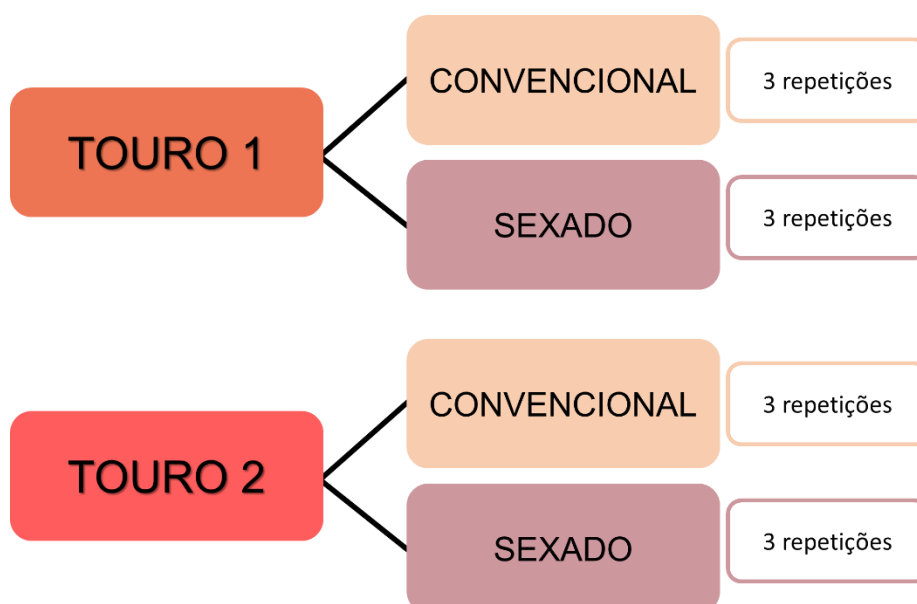 TOURO 1
CONVENCIONAL
3 repetições
SEXADO
3 repetições
TOURO 2
CONVENCIONAL
3 repetições
SEXADO
3 repetições